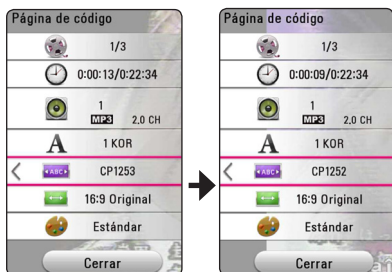 Página de código
1/3
0:00:13/0:22:34
1
MP3 2.0 CH
A 1 KOR
ABC CP1253
16:9 Original
Estándar
Cerrar
Página de código
1/3
0:00:09/0:22:34
1
MP3 2.0 CH
A 1 KOR
ABC CP1252
16:9 Original
Estándar
Cerrar